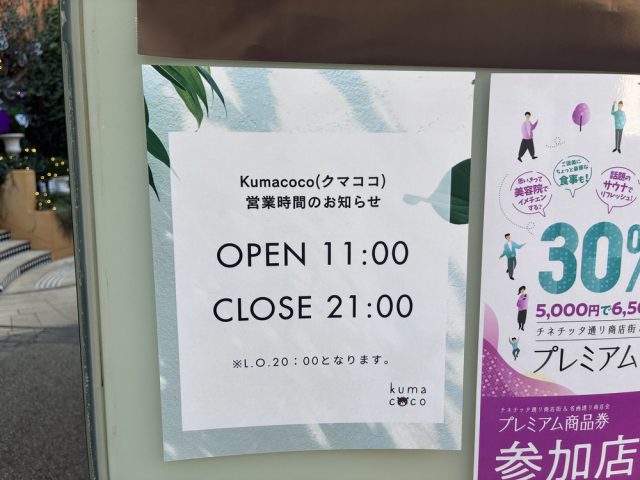 Kumacoco(クマココ)
営業時間のお知らせ
OPEN 11:00
CLOSE 21:00
※L.O.20：00となります。
kuma
coco
思いきって
美容院で
イメチェン
する?
ご褒美に
ちょっと豪華な
食事も!
話題の
サウナで
リフレッシュ!
30%
5,000円で6,50
チネチッタ通り商店街
プレミアム
チネチッタ通り商店街&名画通り商店会
プレミアム商品券
参加店